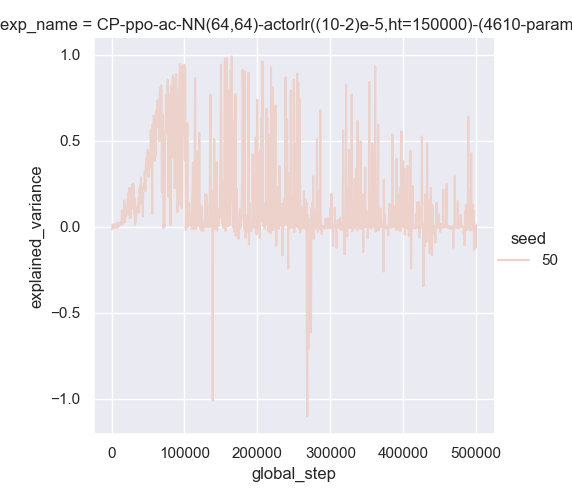 exp_name = CP-ppo-ac-NN(64,64)-actorlr((10-2)e-5,ht=150000)-(4610-param
1.0
0.5
0.0
−0.5
−1.0
explained_variance
0 100000 200000 300000 400000 500000
global_step
seed
50